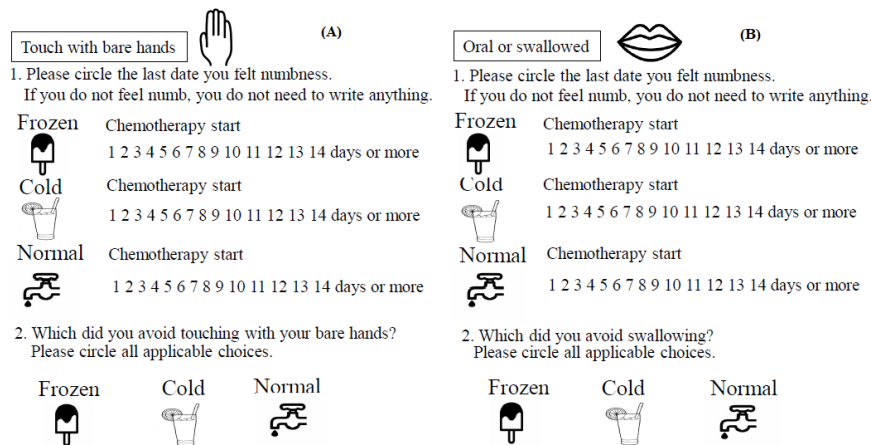 (A)
Touch with bare hands
1. Please circle the last date you felt numbness.
If you do not feel numb, you do not need to write anything.
Frozen
Chemotherapy start
1 2 3 4 5 6 7 8 9 10 11 12 13 14 days or more
Cold
Chemotherapy start
1 2 3 4 5 6 7 8 9 10 11 12 13 14 days or more
Normal
Chemotherapy start
1 2 3 4 5 6 7 8 9 10 11 12 13 14 days or more
2. Which did you avoid touching with your bare hands?
Please circle all applicable choices.
Frozen
Cold
Normal
(B)
Oral or swallowed
1. Please circle the last date you felt numbness.
If you do not feel numb, you do not need to write anything.
Frozen
Chemotherapy start
1 2 3 4 5 6 7 8 9 10 11 12 13 14 days or more
Cold
Chemotherapy start
1 2 3 4 5 6 7 8 9 10 11 12 13 14 days or more
Normal
Chemotherapy start
1 2 3 4 5 6 7 8 9 10 11 12 13 14 days or more
2. Which did you avoid swallowing?
Please circle all applicable choices.
Frozen
Cold
Normal